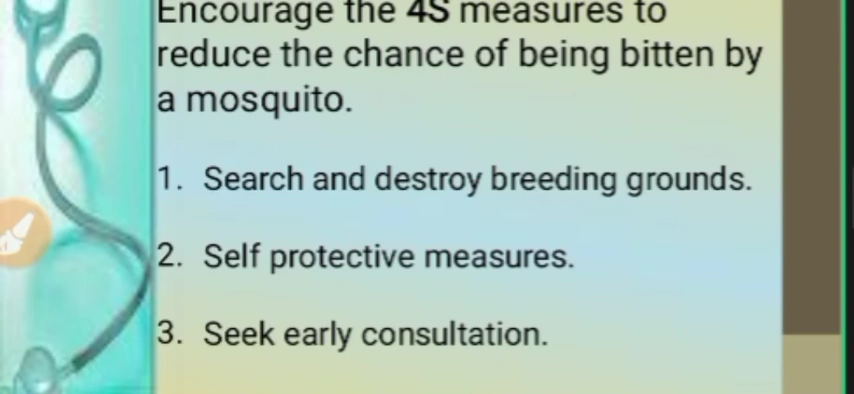 Encourage the 4S measures to
reduce the chance of being bitten by
a mosquito.
1. Search and destroy breeding grounds.
2. Self protective measures.
3. Seek early consultation.